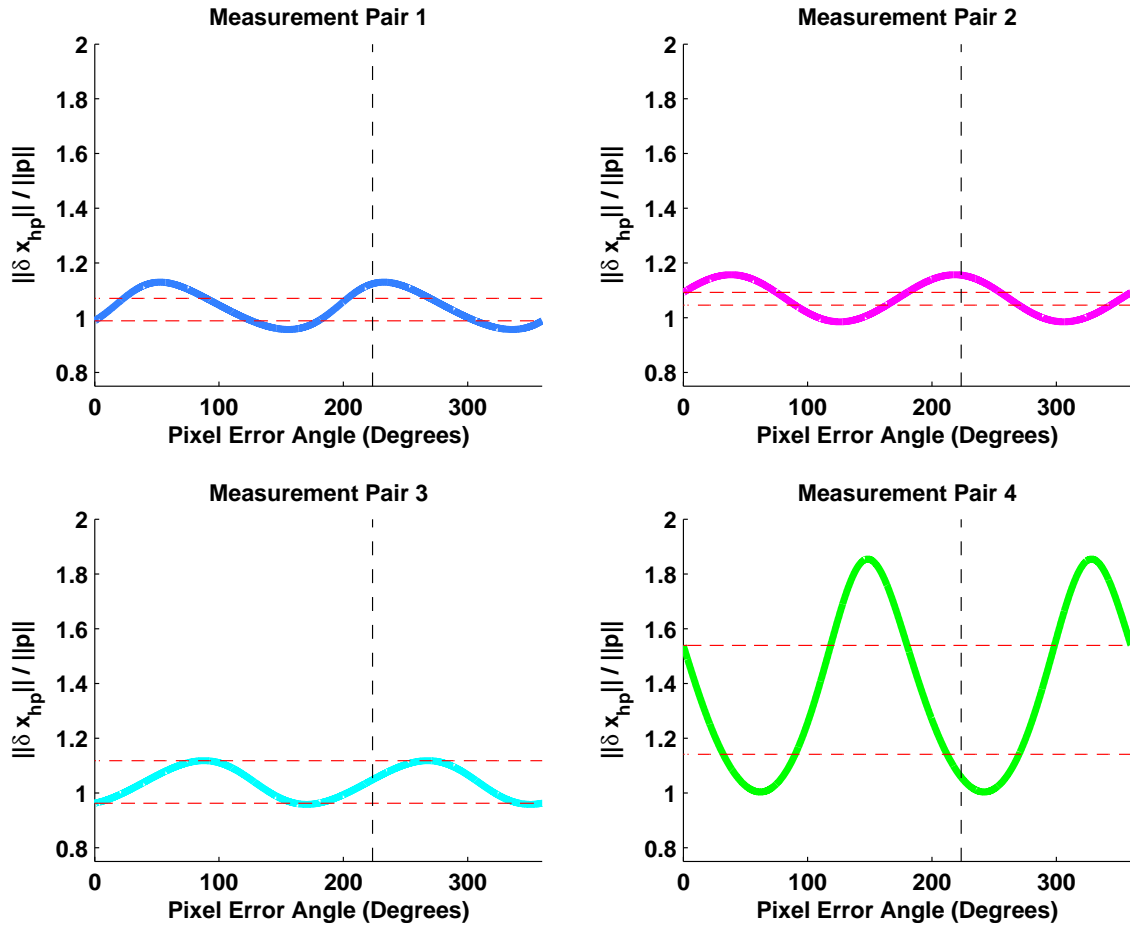 Measurement Pair 1
||δ x_hp|| / ||p||
2
1.8
1.6
1.4
1.2
1
0.8
0 100 200 300
Pixel Error Angle (Degrees)
Measurement Pair 2
||δ x_hp|| / ||p||
2
1.8
1.6
1.4
1.2
1
0.8
0 100 200 300
Pixel Error Angle (Degrees)
Measurement Pair 3
||δ x_hp|| / ||p||
2
1.8
1.6
1.4
1.2
1
0.8
0 100 200 300
Pixel Error Angle (Degrees)
Measurement Pair 4
||δ x_hp|| / ||p||
2
1.8
1.6
1.4
1.2
1
0.8
0 100 200 300
Pixel Error Angle (Degrees)